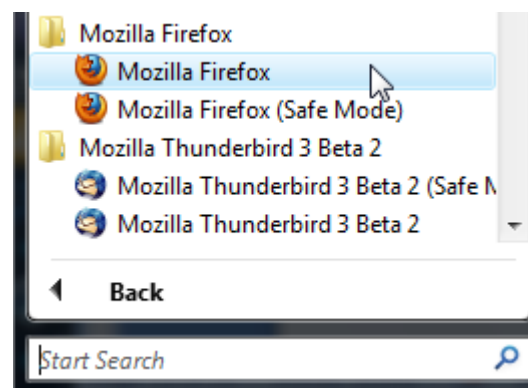 Mozilla Firefox
Mozilla Firefox
Mozilla Firefox (Safe Mode)
Mozilla Thunderbird 3 Beta 2
Mozilla Thunderbird 3 Beta 2 (Safe
Mozilla Thunderbird 3 Beta 2
Back
Start Search